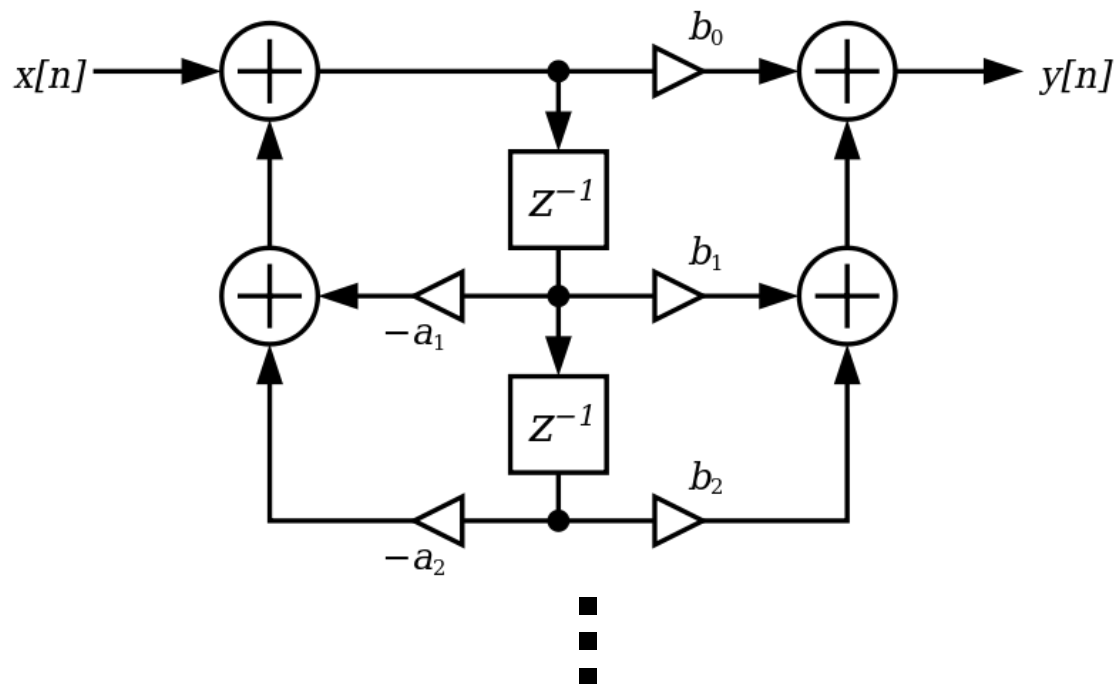 b₀
x[n]
y[n]
z⁻¹
b₁
−a₁
z⁻¹
b₂
−a₂